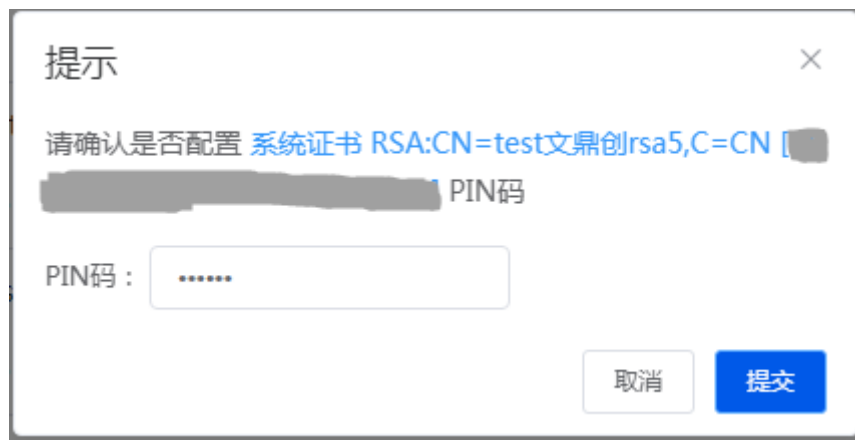 提示
请确认是否配置 系统证书 RSA:CN=test文鼎创rsa5,C=CN [
] PIN码
PIN码： ••••••
取消 提交